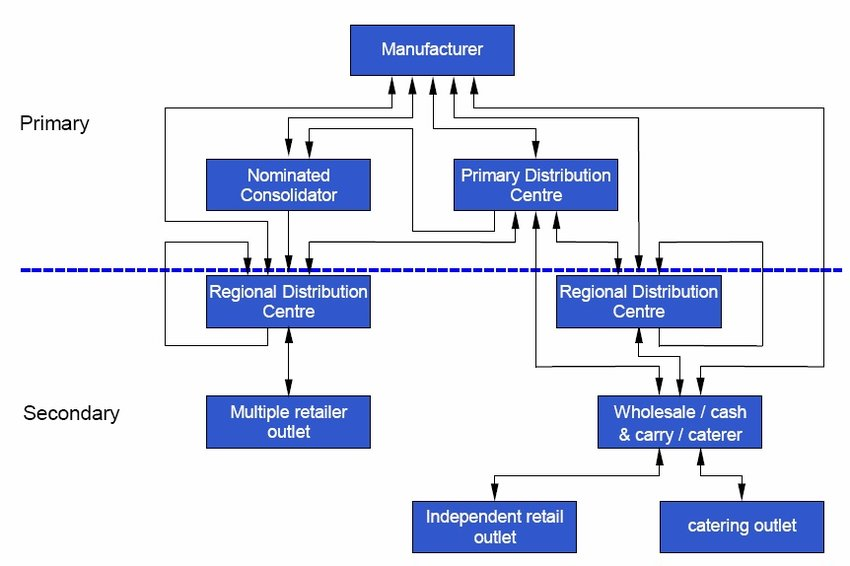 Manufacturer
Primary
Nominated
Consolidator
Primary Distribution
Centre
Regional Distribution
Centre
Regional Distribution
Centre
Secondary
Multiple retailer
outlet
Wholesale / cash
& carry / caterer
Independent retail
outlet
catering outlet